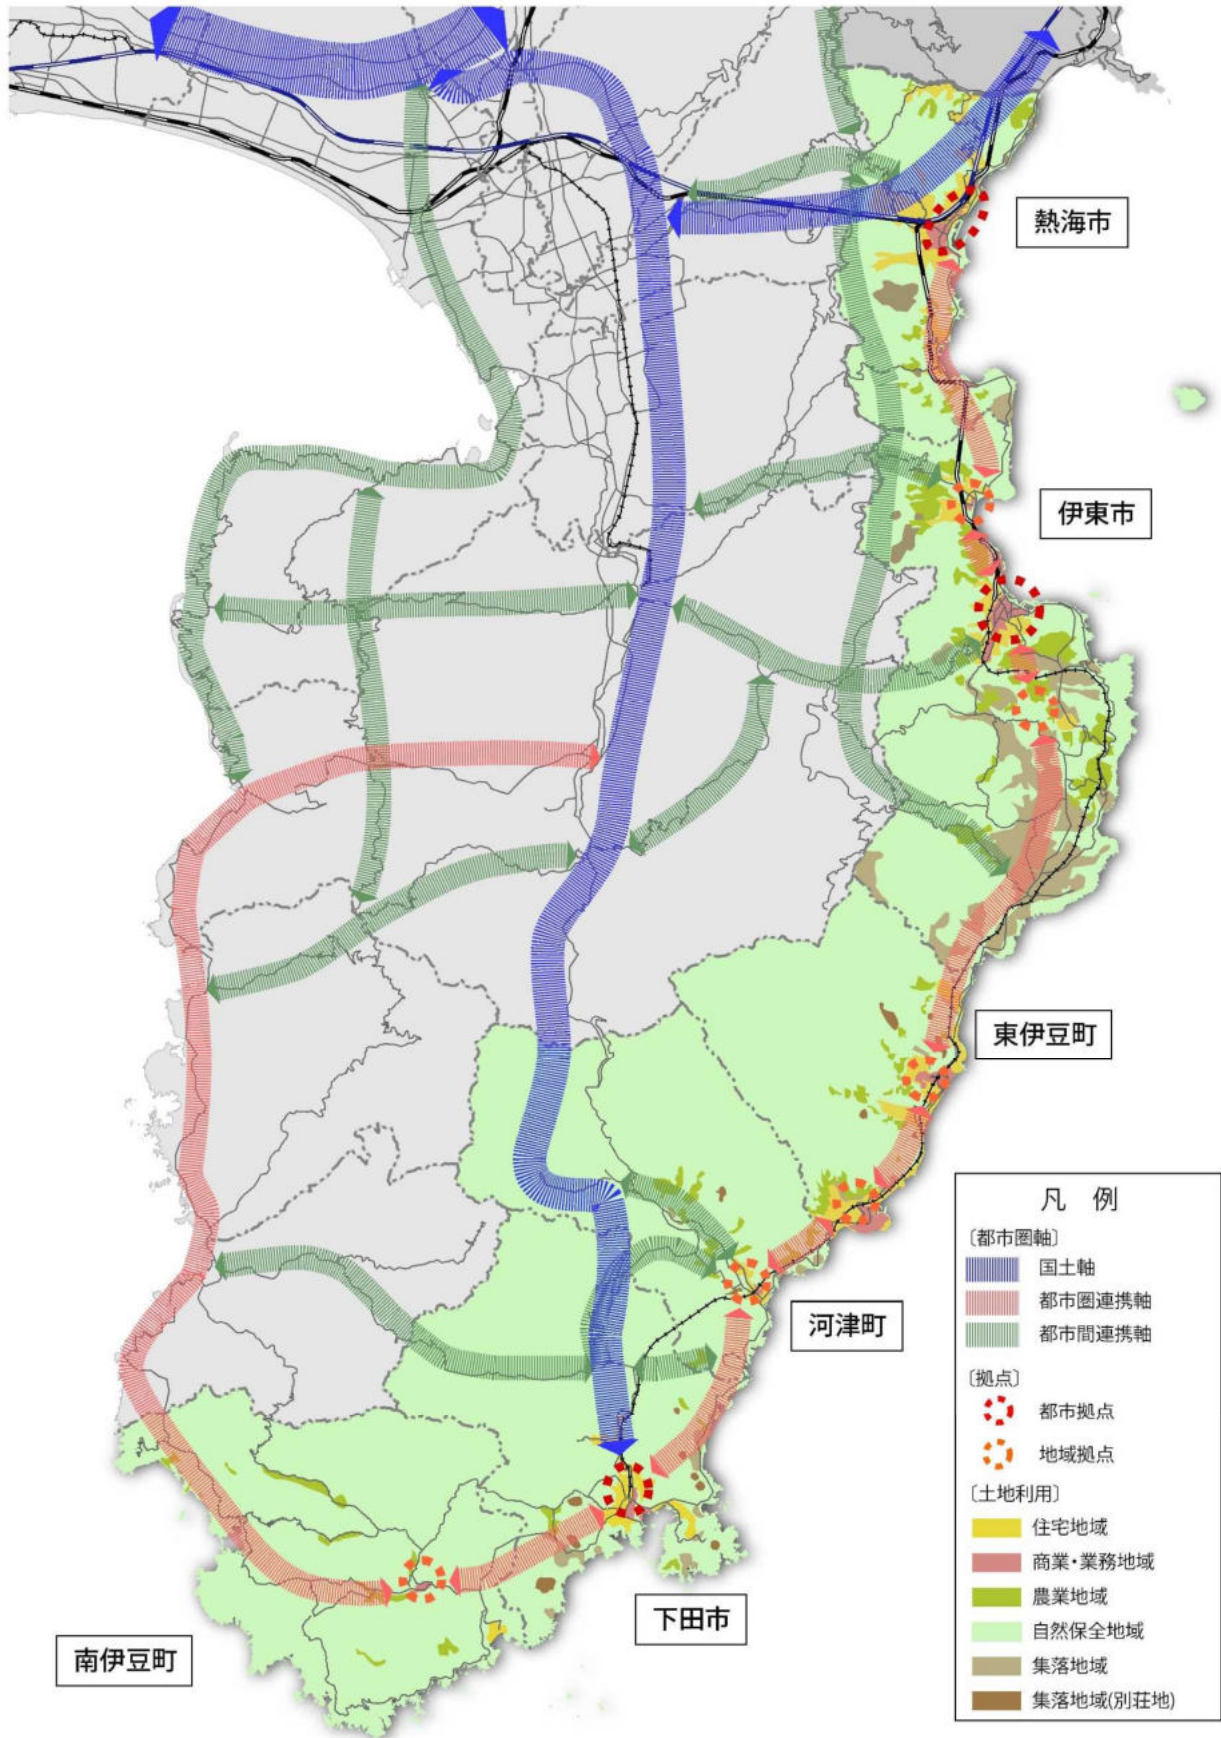 熱海市
伊東市
東伊豆町
河津町
下田市
南伊豆町
凡 例
〔都市圏軸〕
国土軸
都市圏連携軸
都市間連携軸
〔拠点〕
都市拠点
地域拠点
〔土地利用〕
住宅地域
商業・業務地域
農業地域
自然保全地域
集落地域
集落地域(別荘地)